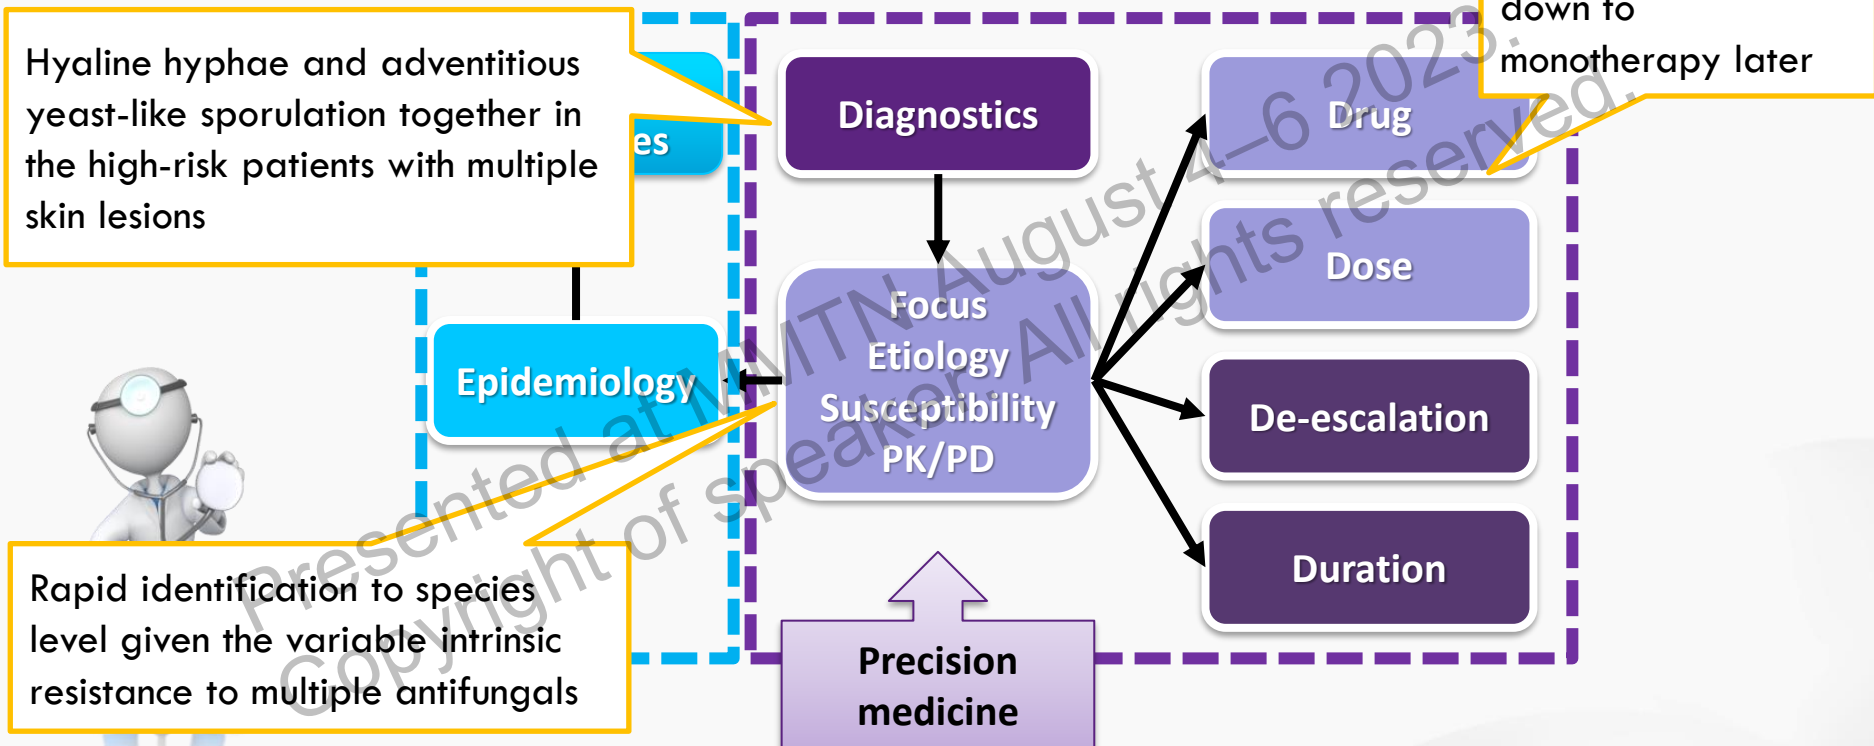 Hyaline hyphae and adventitious
yeast-like sporulation together in
the high-risk patients with multiple
skin lesions
es
Diagnostics
down to
monotherapy later
Drug
Dose
Focus
Etiology
Susceptibility
PK/PD
Epidemiology
De-escalation
Duration
Rapid identification to species
level given the variable intrinsic
resistance to multiple antifungals
Precision
medicine
Presented at MMTN August 4–6 2023.
Copyright of speaker. All rights reserved.